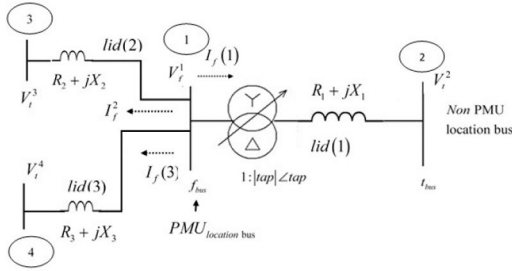 3
lid(2)
1
I_f(1)
2
V_f^1
R_2 + jX_2
V_t^3
I_f^2
Y
Δ
R_1 + jX_1
V_t^2
Non PMU
location bus
lid(1)
V_t^4
lid(3)
I_f(3)
1:|tap|∠tap
f_bus
t_bus
R_3 + jX_3
PMU_location bus
4